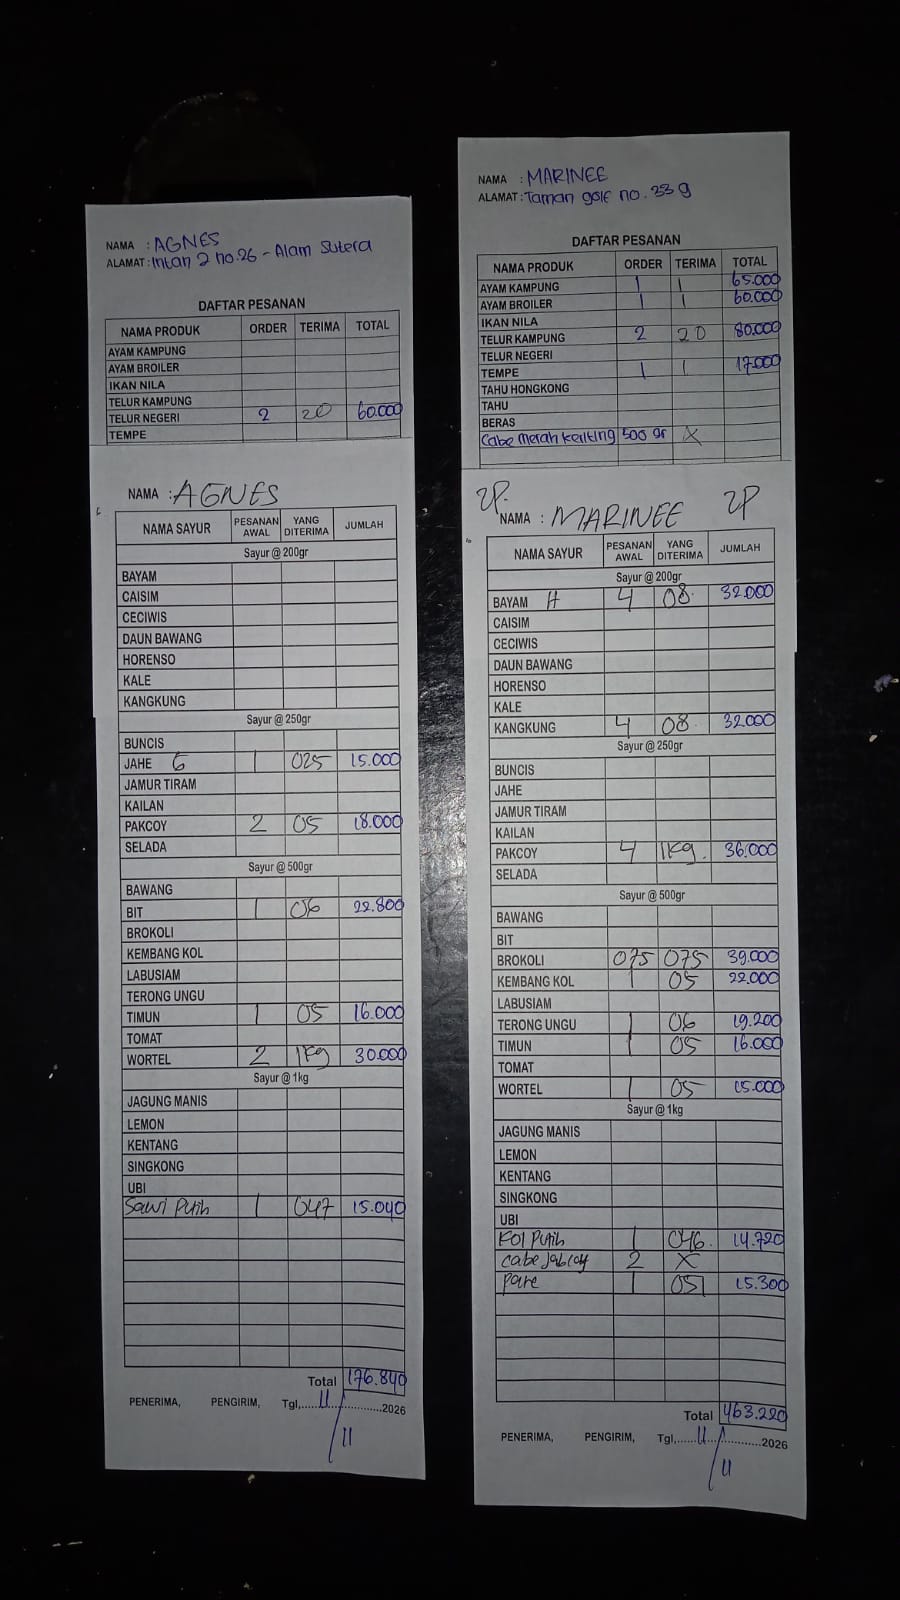 NAMA : AGNES
ALAMAT : Intan 2 no.26 - Alam Sutera
DAFTAR PESANAN
NAMA PRODUK ORDER TERIMA TOTAL
AYAM KAMPUNG
AYAM BROILER
IKAN NILA
TELUR KAMPUNG
TELUR NEGERI 2 20 60.000
TEMPE
NAMA : AGNES
NAMA SAYUR PESANAN AWAL YANG DITERIMA JUMLAH
Sayur @ 200gr
BAYAM
CAISIM
CECIWIS
DAUN BAWANG
HORENSO
KALE
KANGKUNG
Sayur @ 250gr
BUNCIS
JAHE G 1 025 15.000
JAMUR TIRAM
KAILAN
PAKCOY 2 05 18.000
SELADA
Sayur @ 500gr
BAWANG
BIT 1 06 22.800
BROKOLI
KEMBANG KOL
LABUSIAM
TERONG UNGU
TIMUN 1 05 16.000
TOMAT
WORTEL 2 1kg 30.000
Sayur @ 1kg
JAGUNG MANIS
LEMON
KENTANG
SINGKONG
UBI
Sawi Putih 1 047 15.040
Total 176.840
PENERIMA, PENGIRIM, Tgl,......11/11............2026
NAMA : MARINEE
ALAMAT : Taman golf no. 23 g
DAFTAR PESANAN
NAMA PRODUK ORDER TERIMA TOTAL
AYAM KAMPUNG 1 1 65.000
AYAM BROILER 1 1 60.000
IKAN NILA
TELUR KAMPUNG 2 20 80.000
TELUR NEGERI
TEMPE 1 1 17.000
TAHU HONGKONG
TAHU
BERAS
Cabe Merah Keriting 500 gr X
2P. 2P
NAMA : MARINEE
NAMA SAYUR PESANAN AWAL YANG DITERIMA JUMLAH
Sayur @ 200gr
BAYAM H 4 08 32.000
CAISIM
CECIWIS
DAUN BAWANG
HORENSO
KALE
KANGKUNG 4 08 32.000
Sayur @ 250gr
BUNCIS
JAHE
JAMUR TIRAM
KAILAN
PAKCOY 4 1kg. 36.000
SELADA
Sayur @ 500gr
BAWANG
BIT
BROKOLI 075 075 39.000
KEMBANG KOL 1 05 22.000
LABUSIAM
TERONG UNGU 1 06 19.200
TIMUN 1 05 16.000
TOMAT
WORTEL 1 05 15.000
Sayur @ 1kg
JAGUNG MANIS
LEMON
KENTANG
SINGKONG
UBI
Kol Putih 1 046. 14.720
cabe jablay 2 X
pare 1 051 15.300
Total 463.220
PENERIMA, PENGIRIM, Tgl,......11/11............2026